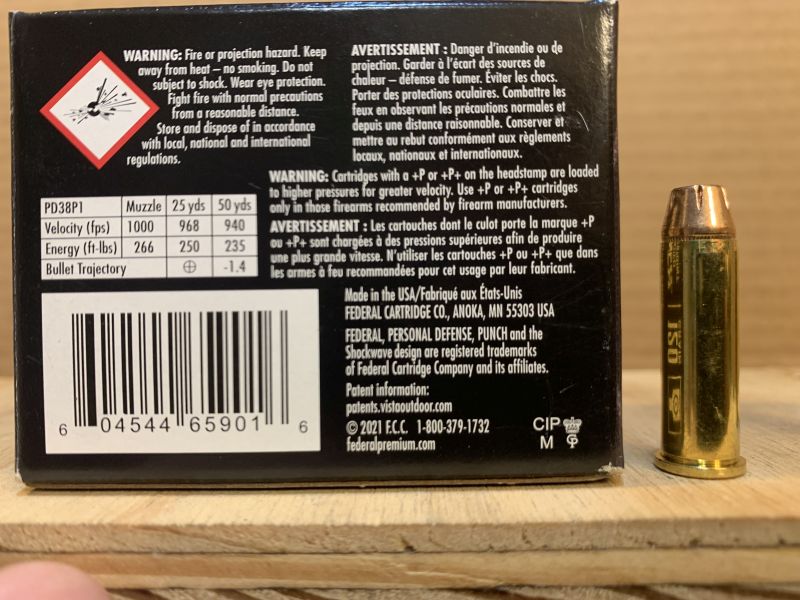 WARNING: Fire or projection hazard. Keep
away from heat – no smoking. Do not
subject to shock. Wear eye protection.
Fight fire with normal precautions
from a reasonable distance.
Store and dispose of in accordance
with local, national and international
regulations.
AVERTISSEMENT : Danger d'incendie ou de
projection. Garder à l'écart des sources de
chaleur – défense de fumer. Éviter les chocs.
Porter des protections oculaires. Combattre les
feux en observant les précautions normales et
depuis une distance raisonnable. Conserver et
mettre au rebut conformément aux règlements
locaux, nationaux et internationaux.
WARNING: Cartridges with a +P or +P+ on the headstamp are loaded
to higher pressures for greater velocity. Use +P or +P+ cartridges
only in those firearms recommended by firearm manufacturers.
AVERTISSEMENT : Les cartouches dont le culot porte la marque +P
ou +P+ sont chargées à des pressions supérieures afin de produire
une plus grande vitesse. N'utiliser les cartouches +P ou +P+ que dans
les armes à feu recommandées pour cet usage par leur fabricant.
PD38P1 Muzzle 25 yds 50 yds
Velocity (fps) 1000 968 940
Energy (ft-lbs) 266 250 235
Bullet Trajectory ⊕ -1.4
Made in the USA/Fabriqué aux États-Unis
FEDERAL CARTRIDGE CO., ANOKA, MN 55303 USA
FEDERAL, PERSONAL DEFENSE, PUNCH and the
Shockwave design are registered trademarks
of Federal Cartridge Company and its affiliates.
Patent information:
patents.vistaoutdoor.com
© 2021 F.C.C. 1-800-379-1732
federalpremium.com
CIP
M
6 04544 65901 6